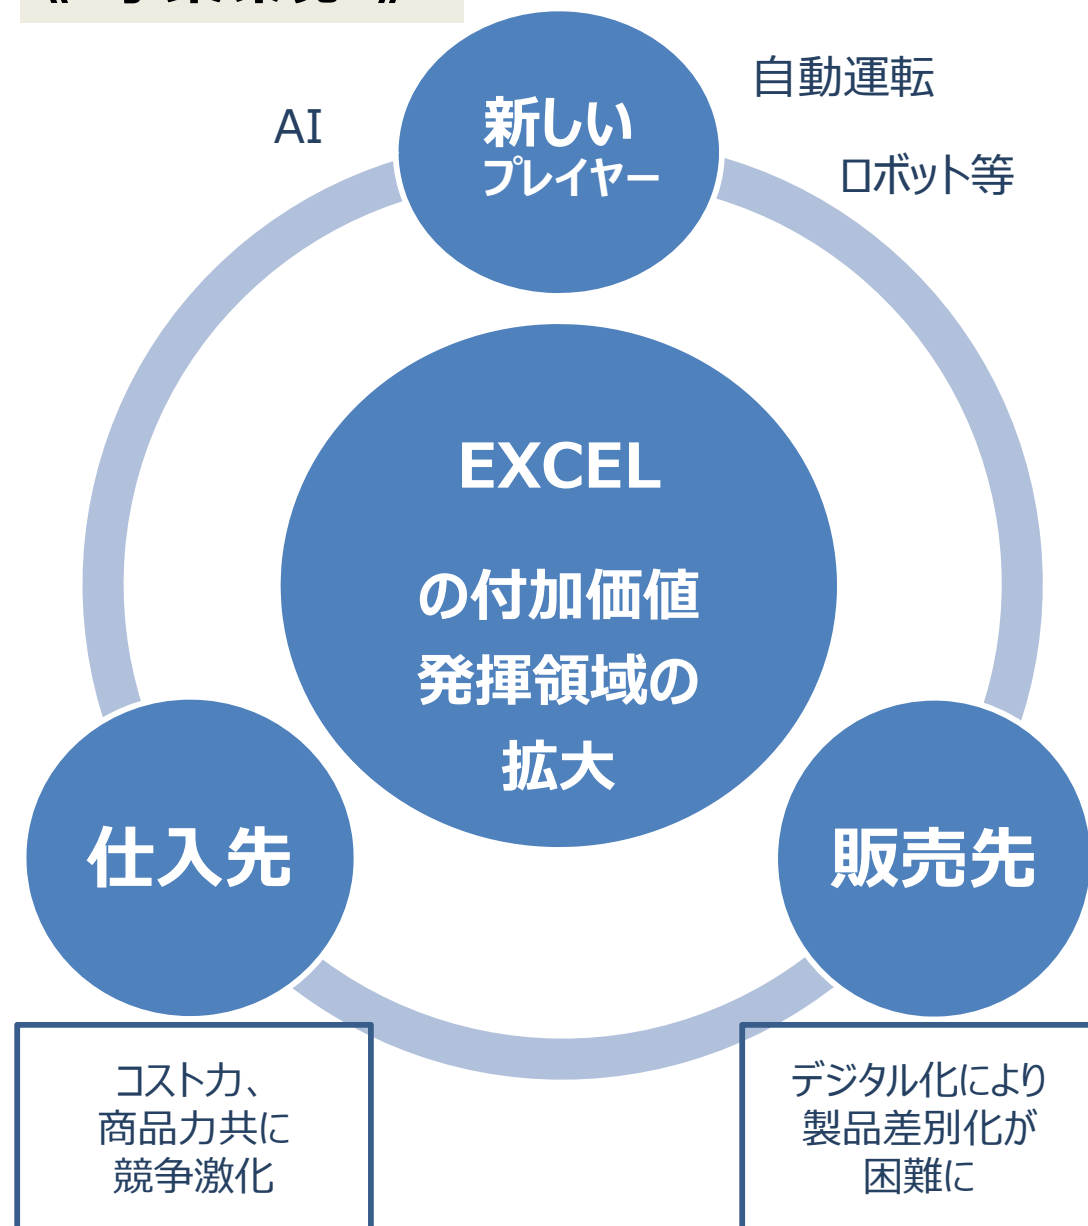 AI
新しい
プレイヤー
自動運転
ロボット等
EXCEL
の付加価値
発揮領域の
拡大
仕入先
販売先
コスト力、
商品力共に
競争激化
デジタル化により
製品差別化が
困難に